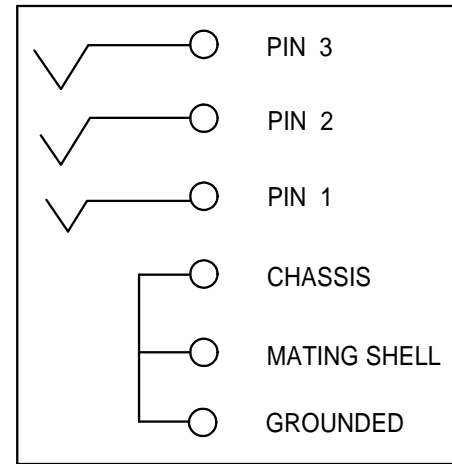 PIN 3
PIN 2
PIN 1
CHASSIS
MATING SHELL
GROUNDED